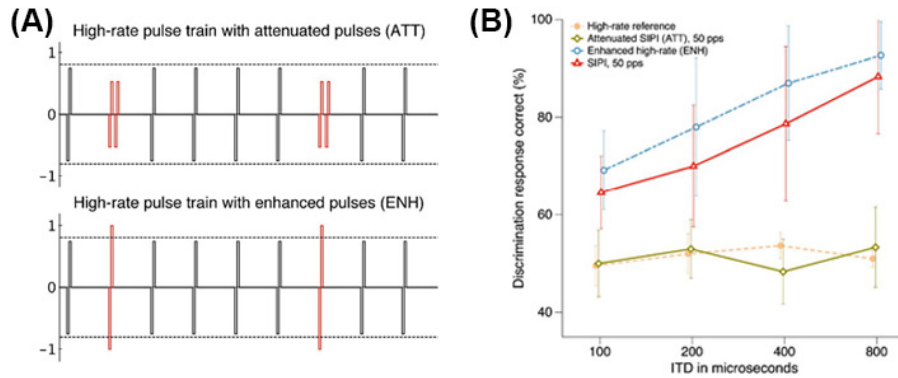 (A)
High-rate pulse train with attenuated pulses (ATT)
1
0
-1
High-rate pulse train with enhanced pulses (ENH)
1
0
-1
(B)
Discrimination response correct (%)
100
80
60
40
High-rate reference
Attenuated SIPI (ATT), 50 pps
Enhanced high-rate (ENH)
SIPI, 50 pps
100 200 400 800
ITD in microseconds